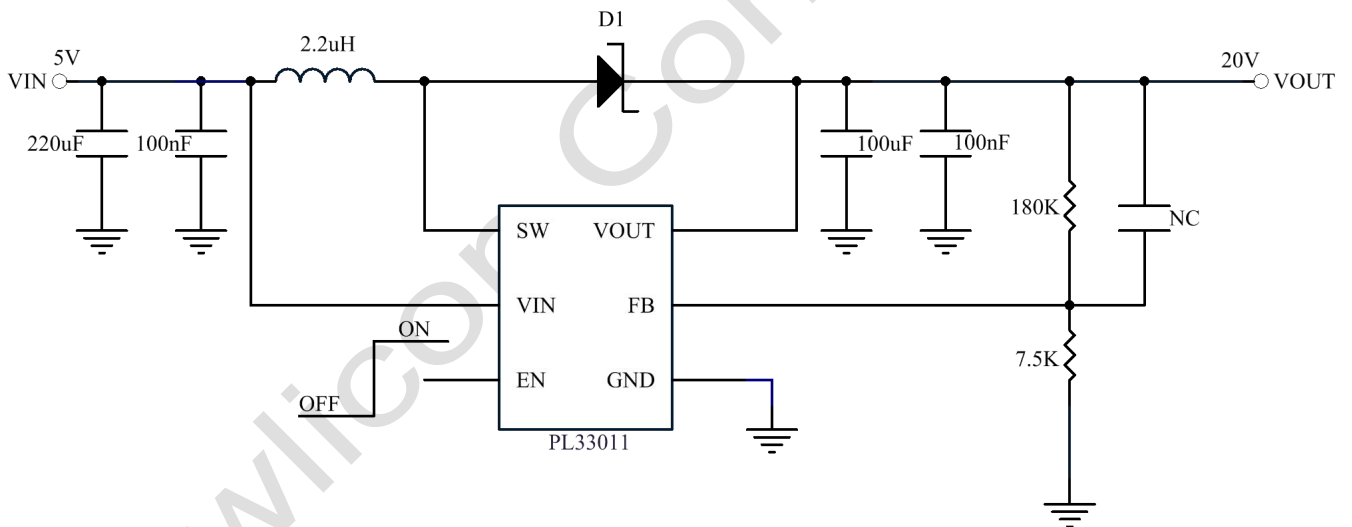 D1
2.2uH
5V
20V
VIN
VOUT
220uF
100nF
100uF
100nF
180K
NC
SW
VOUT
VIN
FB
ON
7.5K
EN
GND
OFF
PL33011